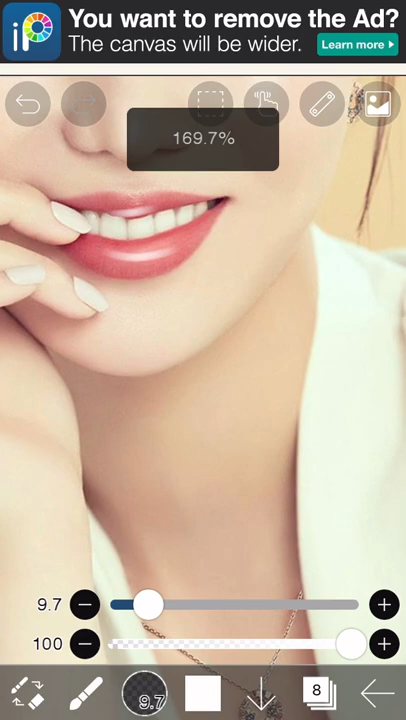 iP
You want to remove the Ad?
The canvas will be wider.
Learn more
169.7%
9.7
100
9.7
8